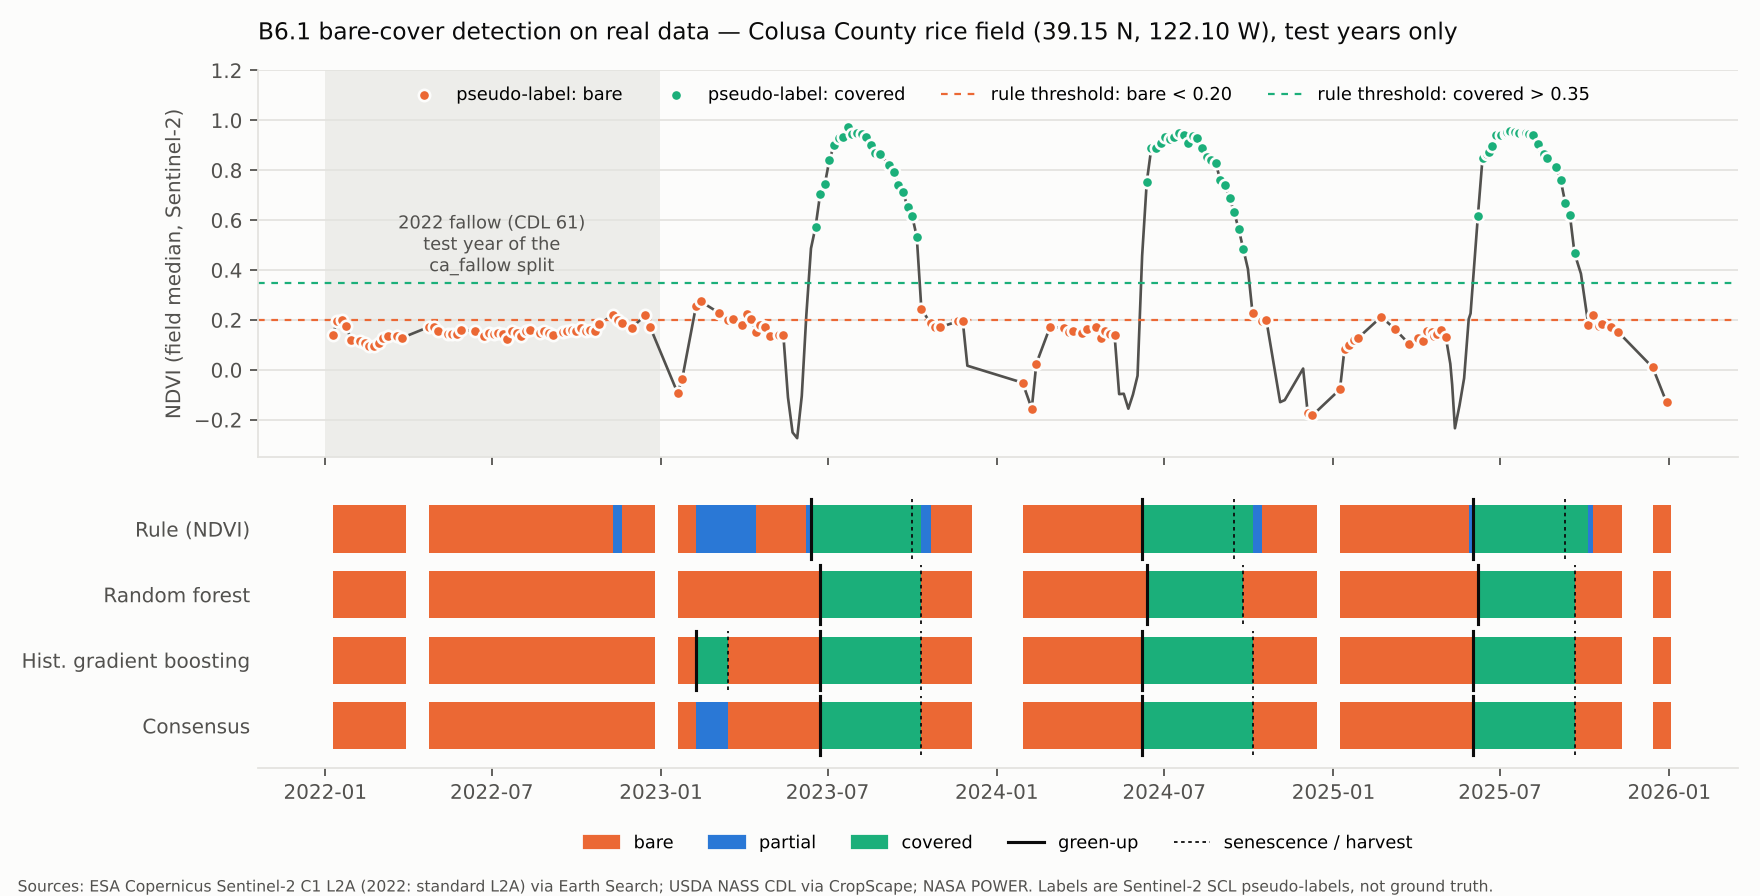 B6.1 bare-cover detection on real data — Colusa County rice field (39.15 N, 122.10 W), test years only
pseudo-label: bare
pseudo-label: covered
rule threshold: bare < 0.20
rule threshold: covered > 0.35
NDVI (field median, Sentinel-2)
1.2
1.0
0.8
0.6
0.4
0.2
0.0
−0.2
2022 fallow (CDL 61)
test year of the
ca_fallow split
Rule (NDVI)
Random forest
Hist. gradient boosting
Consensus
2022-01
2022-07
2023-01
2023-07
2024-01
2024-07
2025-01
2025-07
2026-01
bare
partial
covered
green-up
senescence / harvest
Sources: ESA Copernicus Sentinel-2 C1 L2A (2022: standard L2A) via Earth Search; USDA NASS CDL via CropScape; NASA POWER. Labels are Sentinel-2 SCL pseudo-labels, not ground truth.